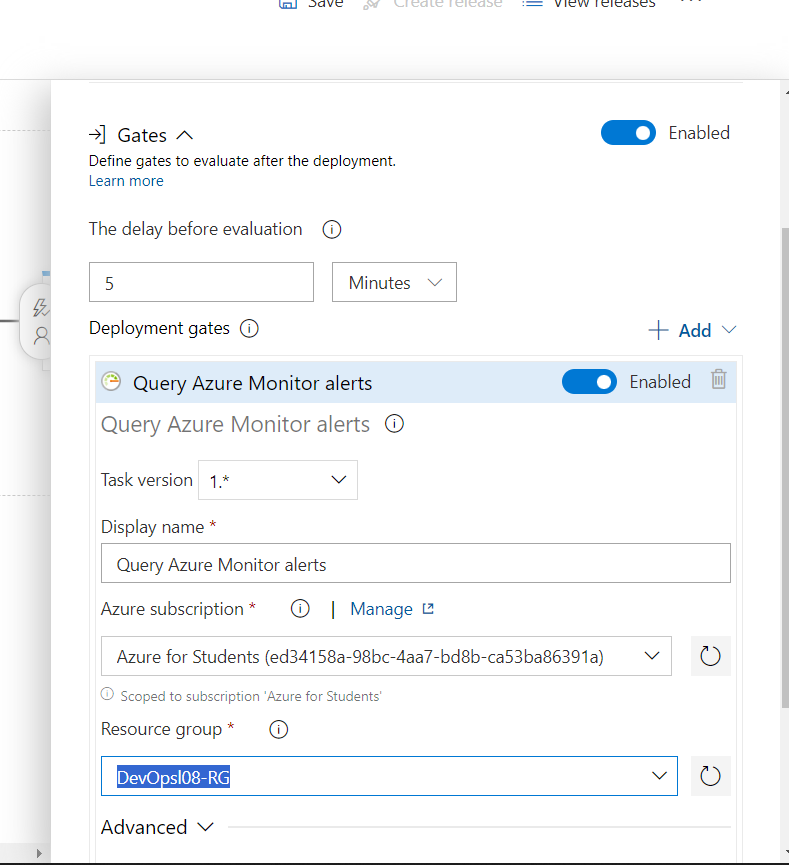 Save Create release View releases ...
Gates Enabled
Define gates to evaluate after the deployment.
Learn more
The delay before evaluation
5 Minutes
Deployment gates Add
Query Azure Monitor alerts Enabled
Query Azure Monitor alerts
Task version 1.*
Display name *
Query Azure Monitor alerts
Azure subscription * | Manage
Azure for Students (ed34158a-98bc-4aa7-bd8b-ca53ba86391a)
Scoped to subscription 'Azure for Students'
Resource group *
DevOpsl08-RG
Advanced